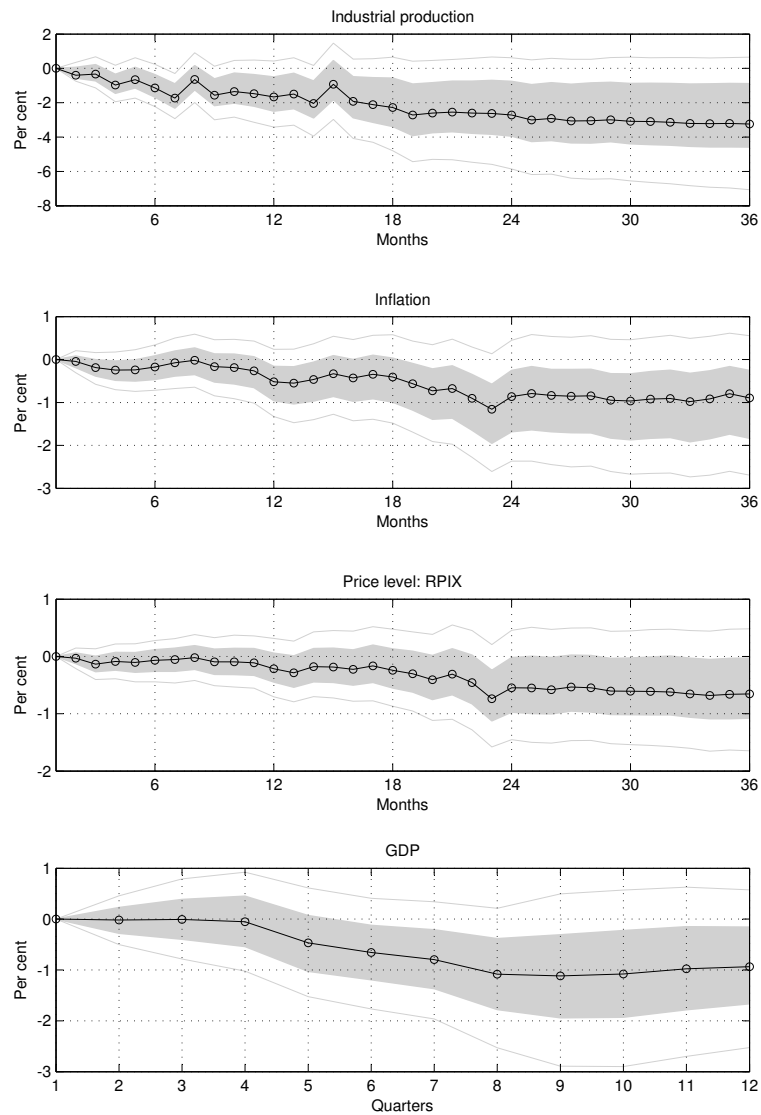 Industrial production
2
0
-2
-4
-6
-8
Per cent
6 12 18 24 30 36
Months
Inflation
1
0
-1
-2
-3
Per cent
6 12 18 24 30 36
Months
Price level: RPIX
1
0
-1
-2
Per cent
6 12 18 24 30 36
Months
GDP
1
0
-1
-2
-3
Per cent
1 2 3 4 5 6 7 8 9 10 11 12
Quarters